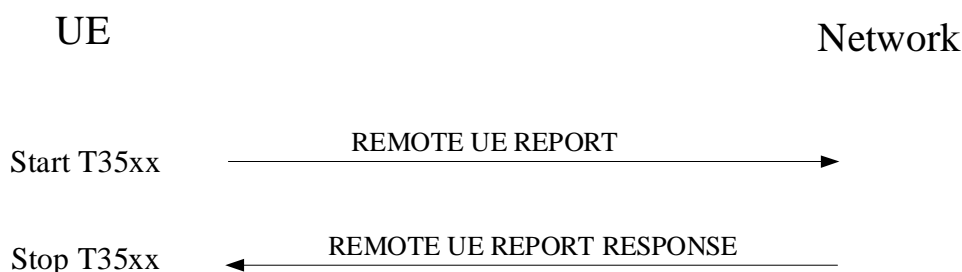 UE
Network
Start T35xx
REMOTE UE REPORT
Stop T35xx
REMOTE UE REPORT RESPONSE